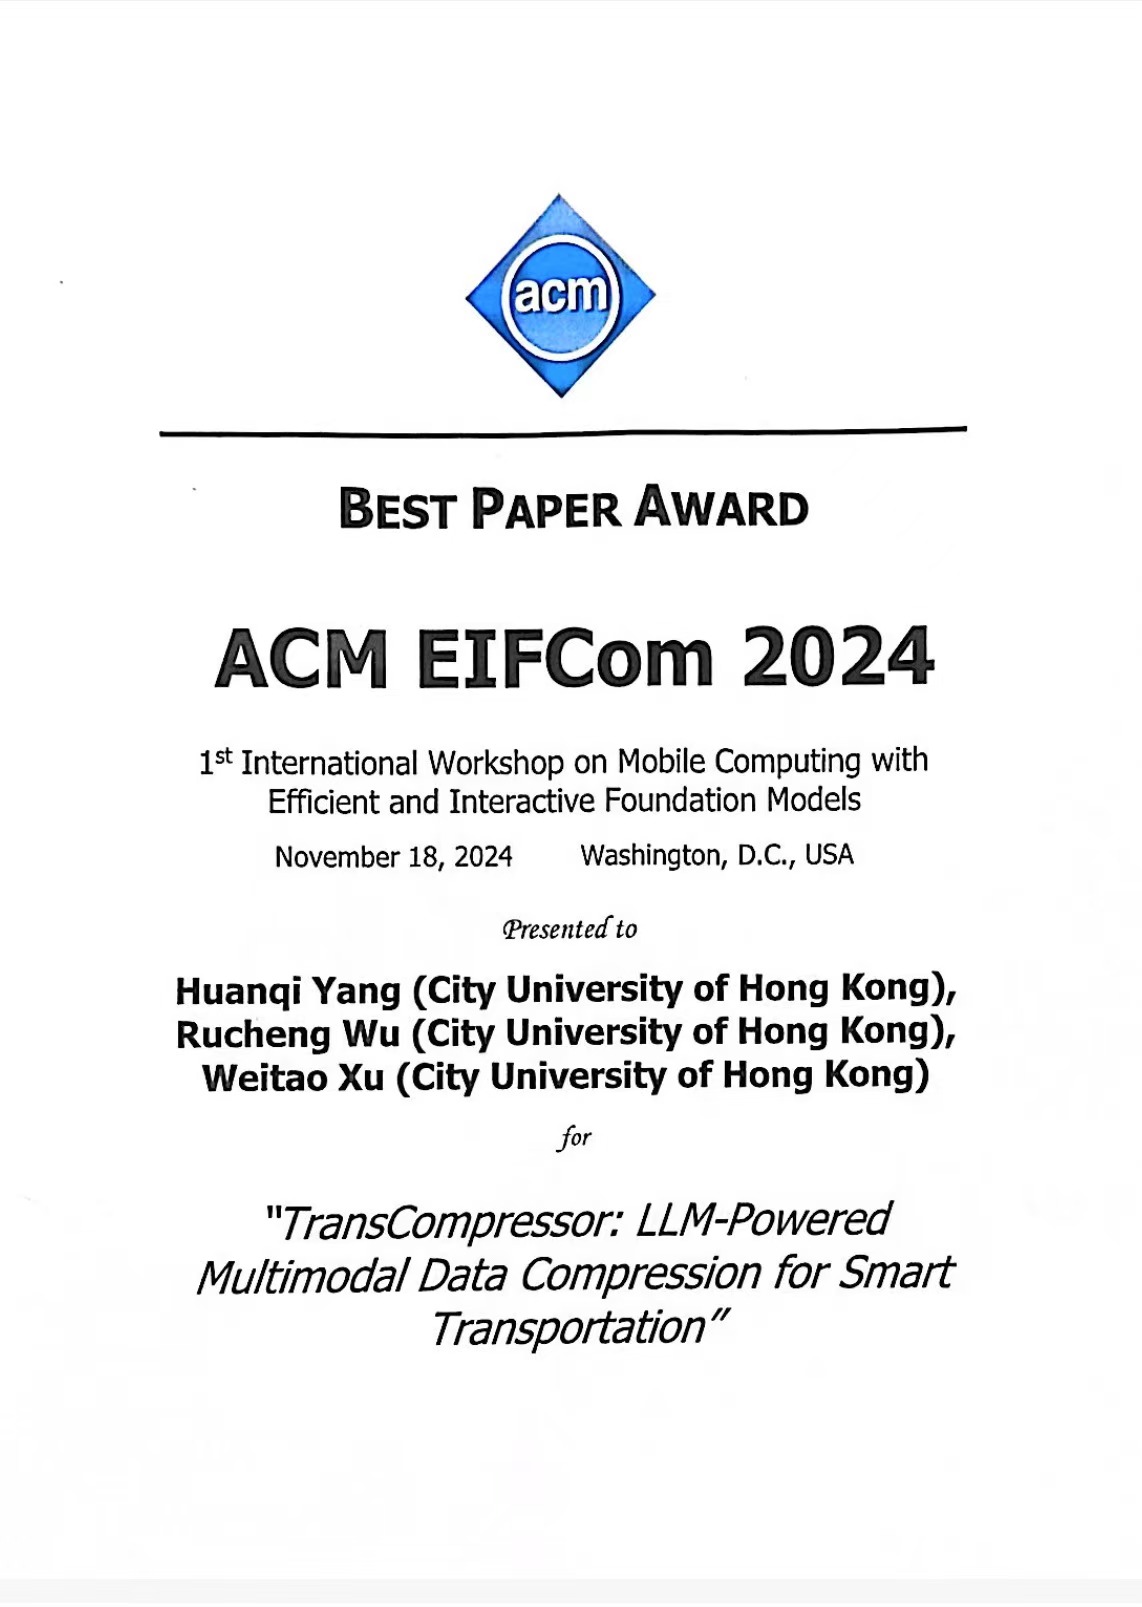 acm
BEST PAPER AWARD
ACM EIFCom 2024
1st International Workshop on Mobile Computing with
Efficient and Interactive Foundation Models
November 18, 2024 Washington, D.C., USA
Presented to
Huanqi Yang (City University of Hong Kong),
Rucheng Wu (City University of Hong Kong),
Weitao Xu (City University of Hong Kong)
for
"TransCompressor: LLM-Powered
Multimodal Data Compression for Smart
Transportation”